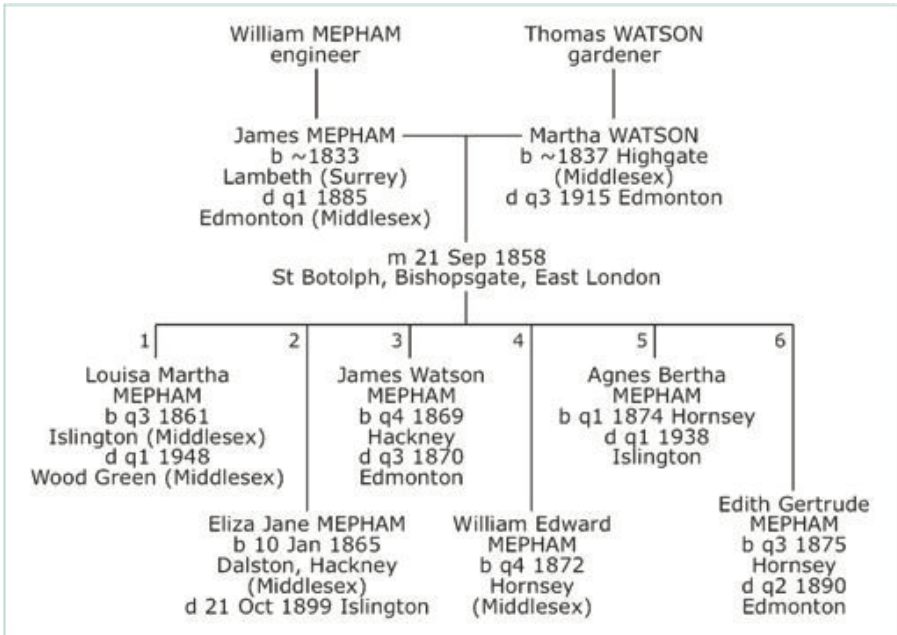 William MEPHAM
engineer
Thomas WATSON
gardener
James MEPHAM
b ~1833
Lambeth (Surrey)
d q1 1885
Edmonton (Middlesex)
Martha WATSON
b ~1837 Highgate
(Middlesex)
d q3 1915 Edmonton
m 21 Sep 1858
St Botolph, Bishopsgate, East London
1
Louisa Martha
MEPHAM
b q3 1861
Islington (Middlesex)
d q1 1948
Wood Green (Middlesex)
2
Eliza Jane MEPHAM
b 10 Jan 1865
Dalston, Hackney
(Middlesex)
d 21 Oct 1899 Islington
3
James Watson
MEPHAM
b q4 1869
Hackney
d q3 1870
Edmonton
4
William Edward
MEPHAM
b q4 1872
Hornsey
(Middlesex)
5
Agnes Bertha
MEPHAM
b q1 1874 Hornsey
d q1 1938
Islington
6
Edith Gertrude
MEPHAM
b q3 1875
Hornsey
d q2 1890
Edmonton